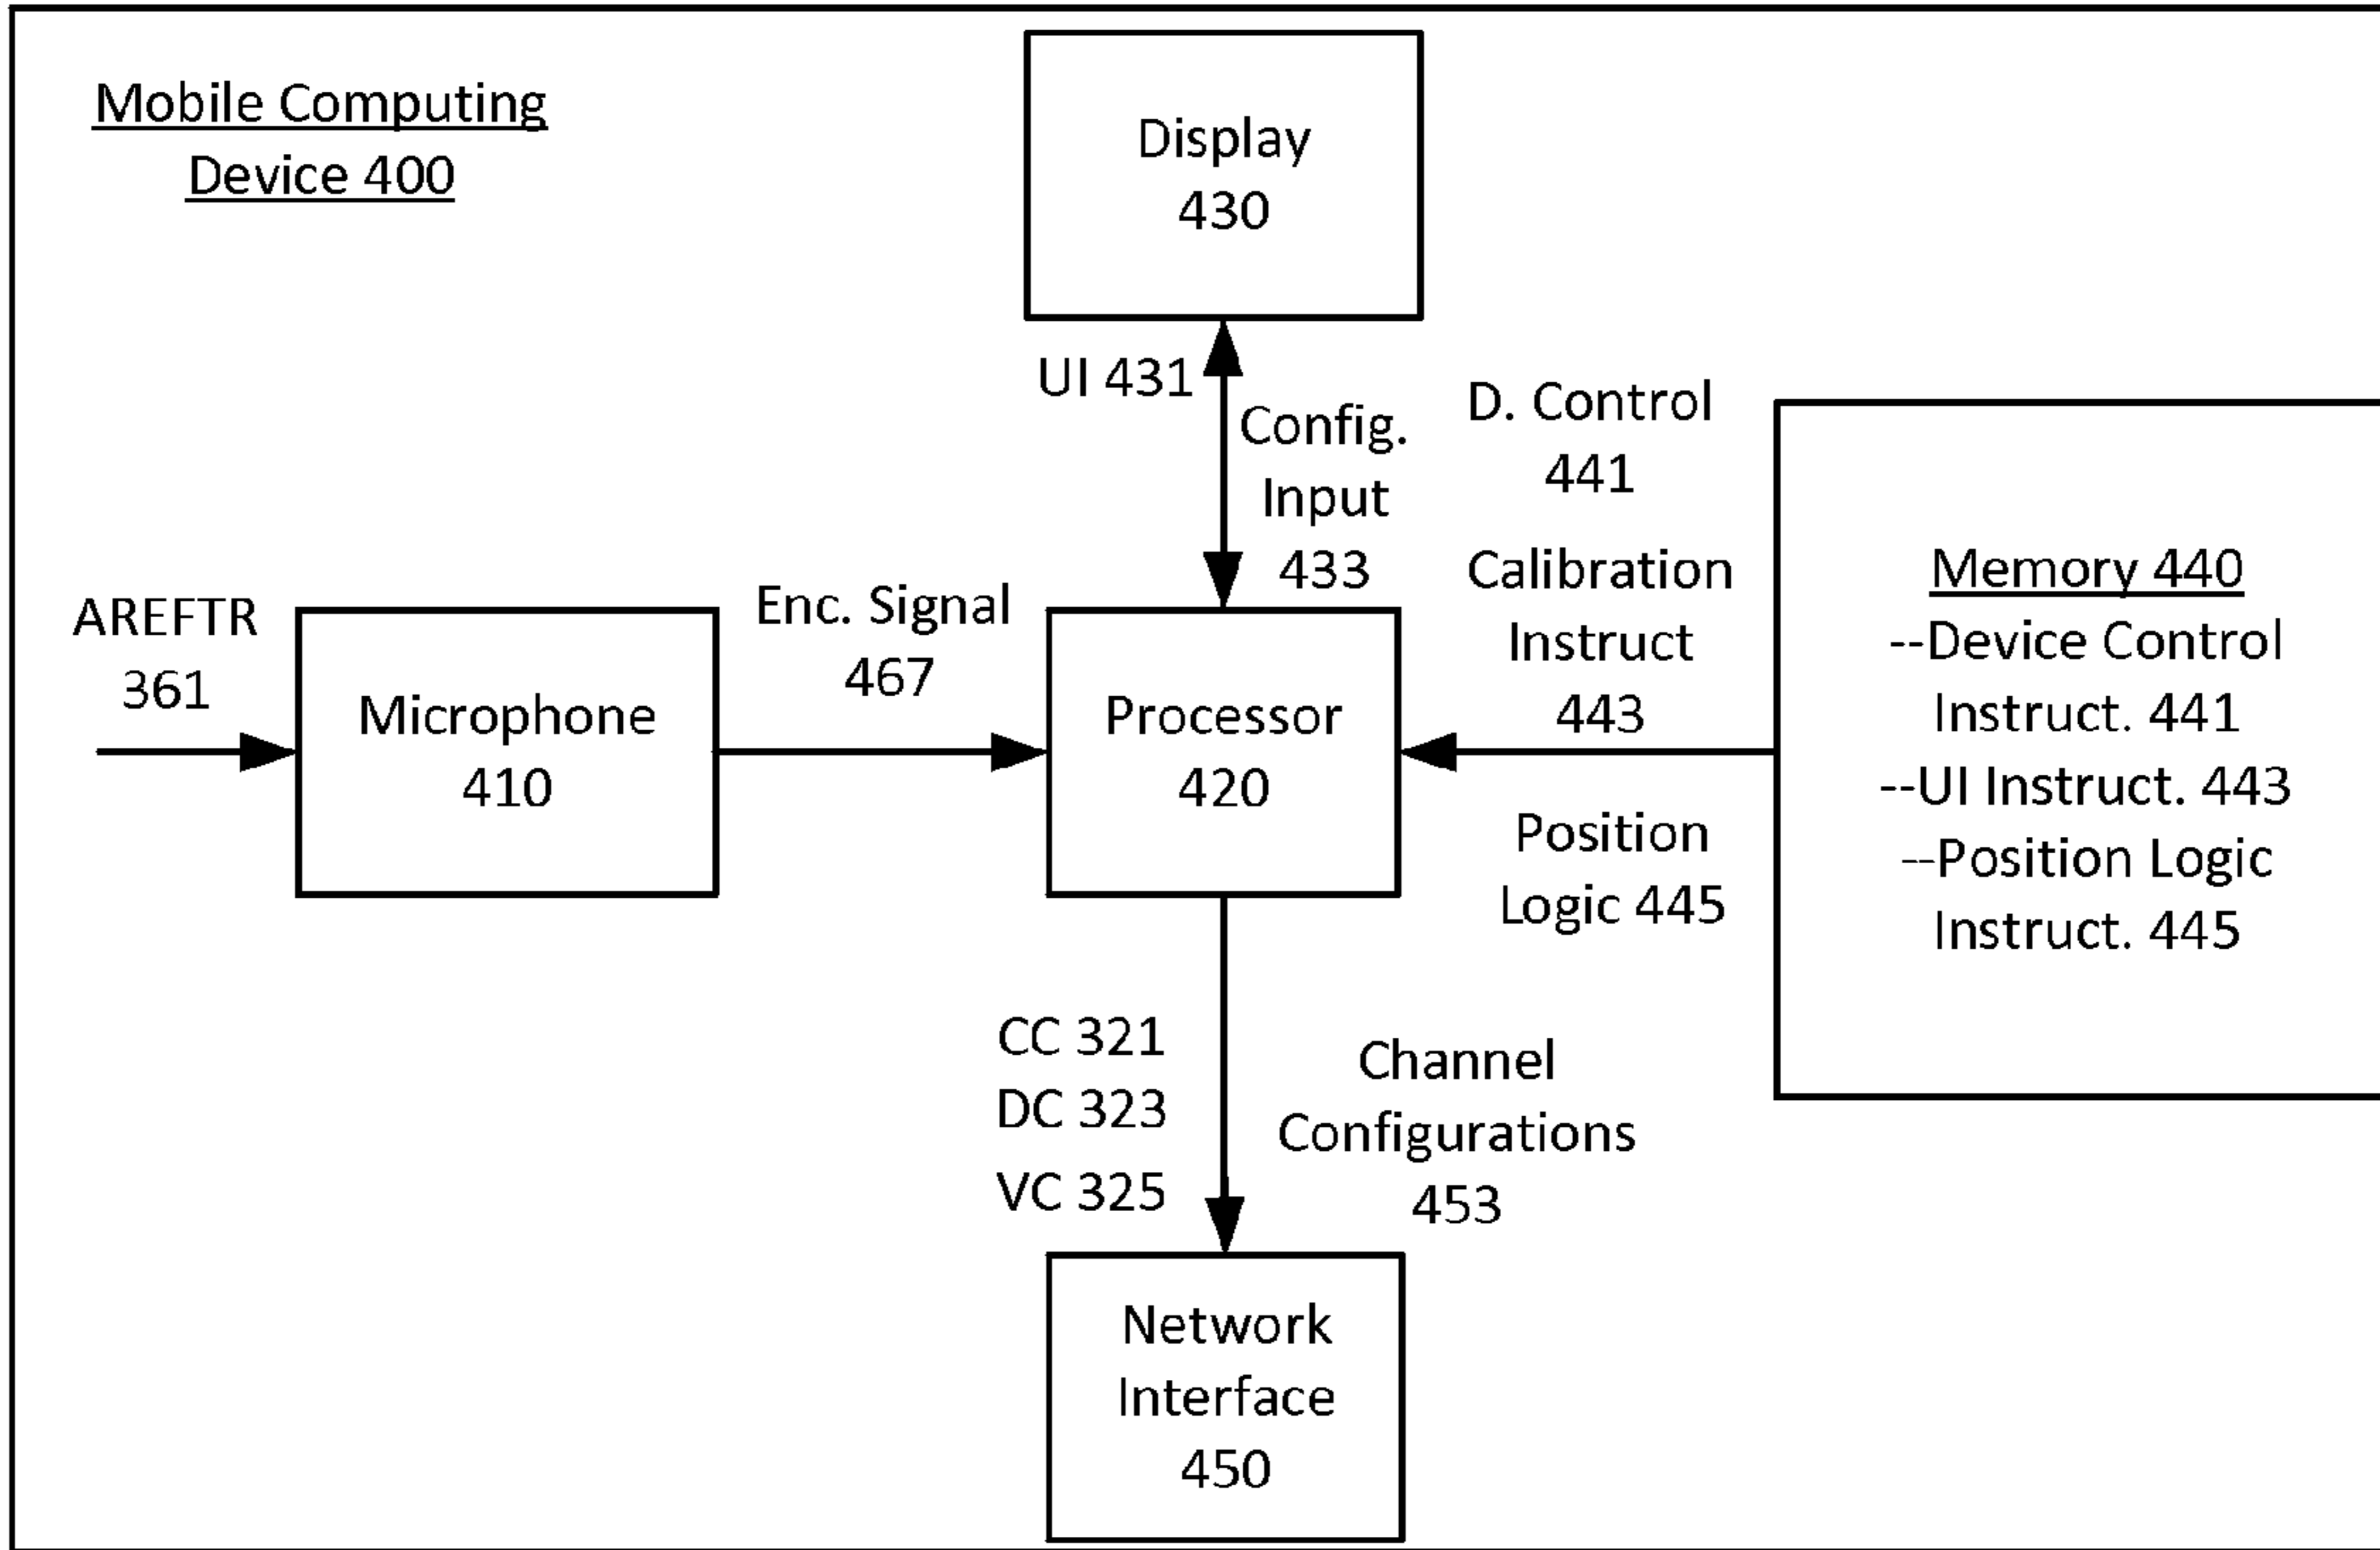 Mobile Computing
Device 400
Display
430
UI 431
Config.
Input
433
D. Control
441
Calibration
Instruct
443
Position
Logic 445
Memory 440
--Device Control
Instruct. 441
--UI Instruct. 443
--Position Logic
Instruct. 445
AREFTR
361
Microphone
410
Enc. Signal
467
Processor
420
CC 321
DC 323
VC 325
Channel
Configurations
453
Network
Interface
450